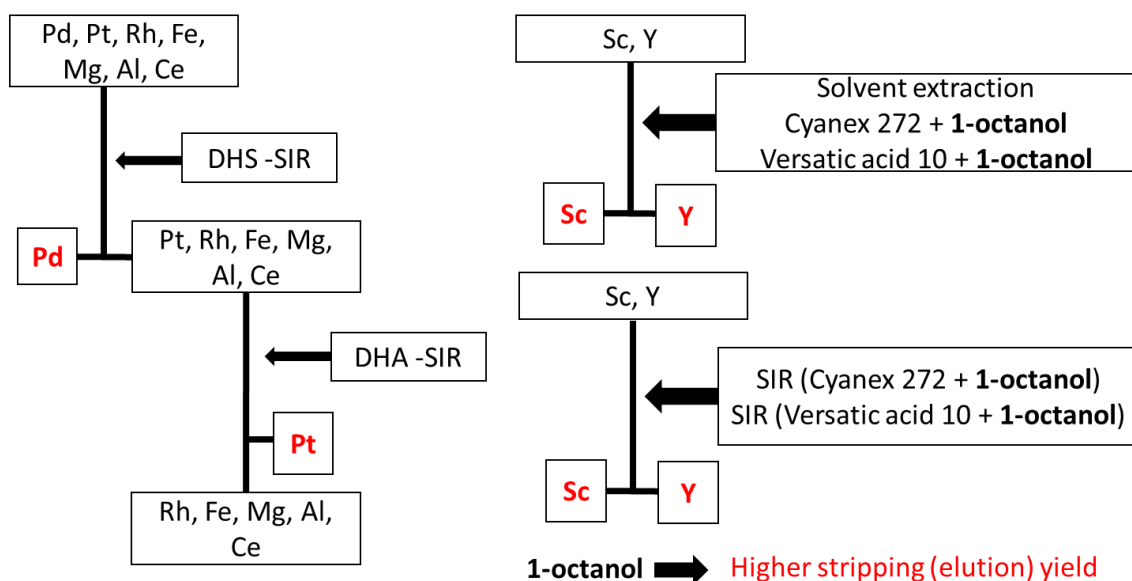 Pd, Pt, Rh, Fe,
Mg, Al, Ce
DHS -SIR
Pd
Pt, Rh, Fe, Mg,
Al, Ce
DHA -SIR
Pt
Rh, Fe, Mg, Al,
Ce
Sc, Y
Solvent extraction
Cyanex 272 + 1-octanol
Versatic acid 10 + 1-octanol
Sc
Y
Sc, Y
SIR (Cyanex 272 + 1-octanol)
SIR (Versatic acid 10 + 1-octanol)
Sc
Y
1-octanol Higher stripping (elution) yield